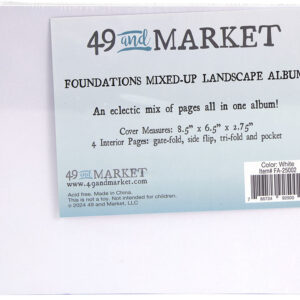 49 and MARKET
FOUNDATIONS MIXED-UP LANDSCAPE ALBUM
An eclectic mix of pages all in one album!
Cover Measures: 8.5" x 6.5" x 2.75"
4 Interior Pages: gate-fold, side flip, tri-fold and pocket
49 and MARKET
www.49andmarket.com
Acid free. Made in China.
This is not a toy. Not intended for children.
© 2024 49 and Market, LLC
Color: White
Item# FA-25002